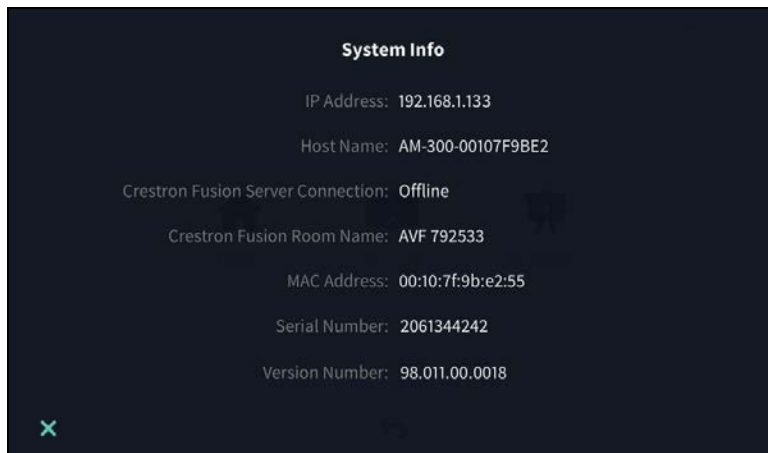 System Info
IP Address: 192.168.1.133
Host Name: AM-300-00107F9BE2
Crestron Fusion Server Connection: Offline
Crestron Fusion Room Name: AVF 792533
MAC Address: 00:10:7f:9b:e2:55
Serial Number: 2061344242
Version Number: 98.011.00.0018